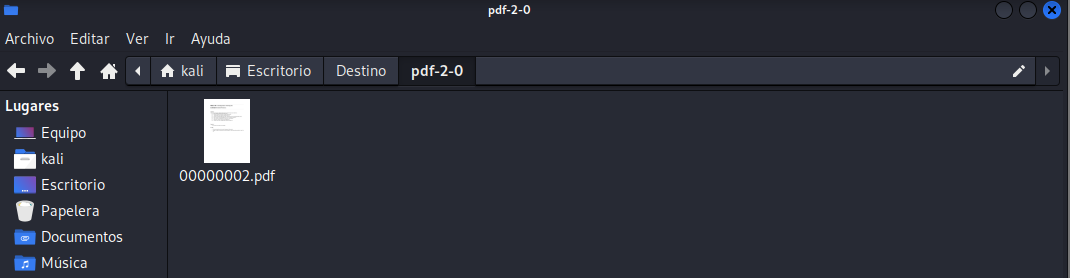 pdf-2-0
Archivo Editar Ver Ir Ayuda
kali Escritorio Destino pdf-2-0
Lugares
Equipo
kali
Escritorio
Papelera
Documentos
Música
00000002.pdf